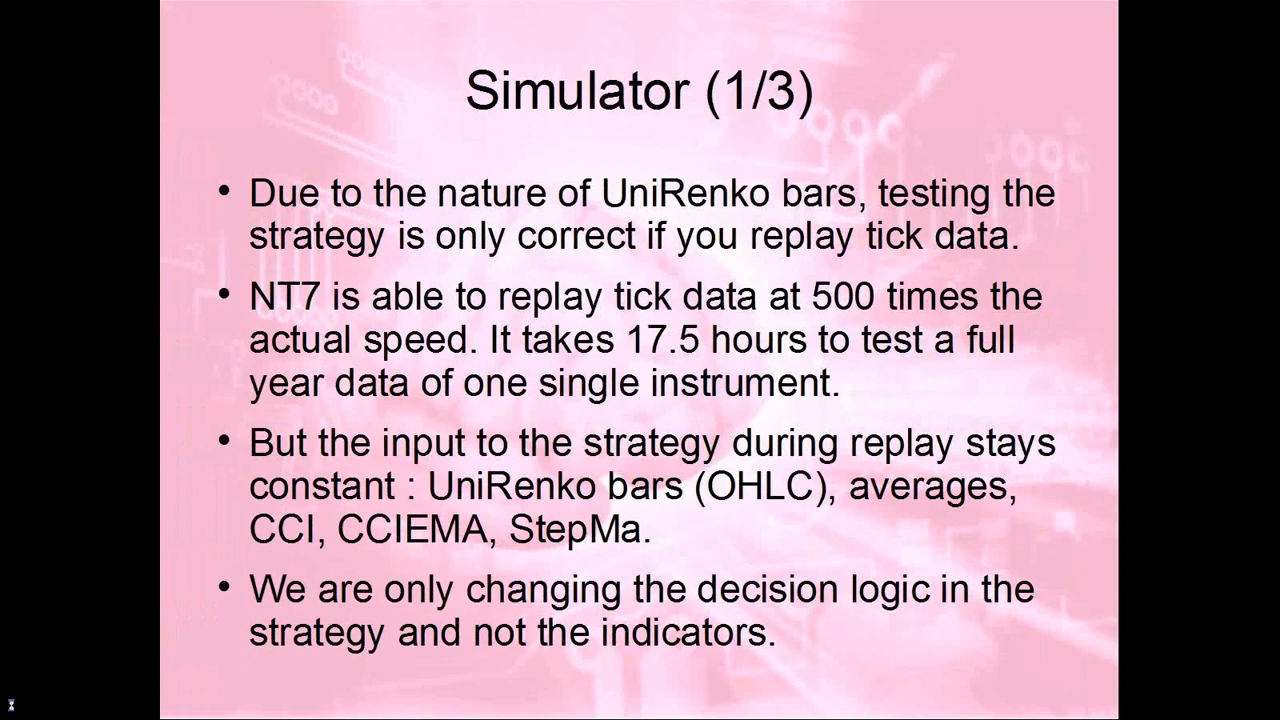 Simulator (1/3)
• Due to the nature of UniRenko bars, testing the
strategy is only correct if you replay tick data.
• NT7 is able to replay tick data at 500 times the
actual speed. It takes 17.5 hours to test a full
year data of one single instrument.
• But the input to the strategy during replay stays
constant : UniRenko bars (OHLC), averages,
CCI, CCIEMA, StepMa.
• We are only changing the decision logic in the
strategy and not the indicators.